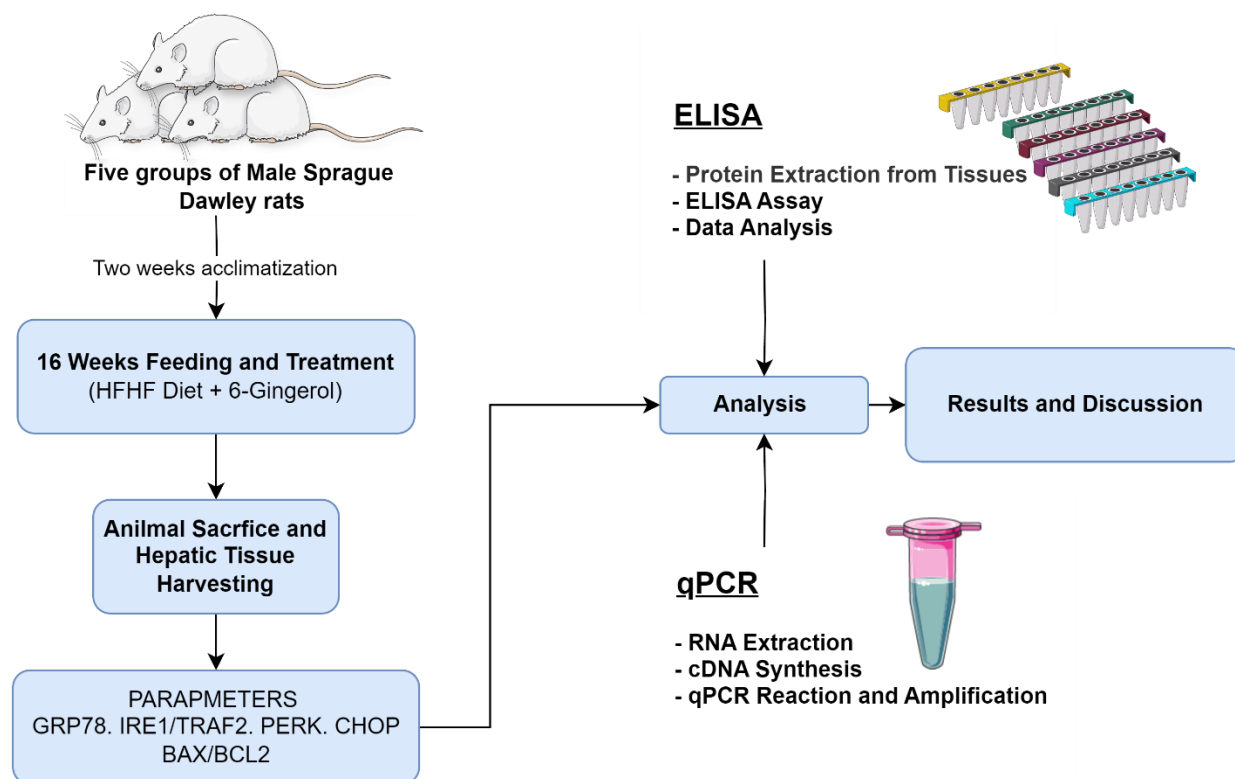 Five groups of Male Sprague
Dawley rats
Two weeks acclimatization
16 Weeks Feeding and Treatment
(HFHF Diet + 6-Gingerol)
Anilmal Sacrfice and
Hepatic Tissue
Harvesting
PARAPMETERS
GRP78. IRE1/TRAF2. PERK. CHOP
BAX/BCL2
ELISA
- Protein Extraction from Tissues
- ELISA Assay
- Data Analysis
Analysis
Results and Discussion
qPCR
- RNA Extraction
- cDNA Synthesis
- qPCR Reaction and Amplification